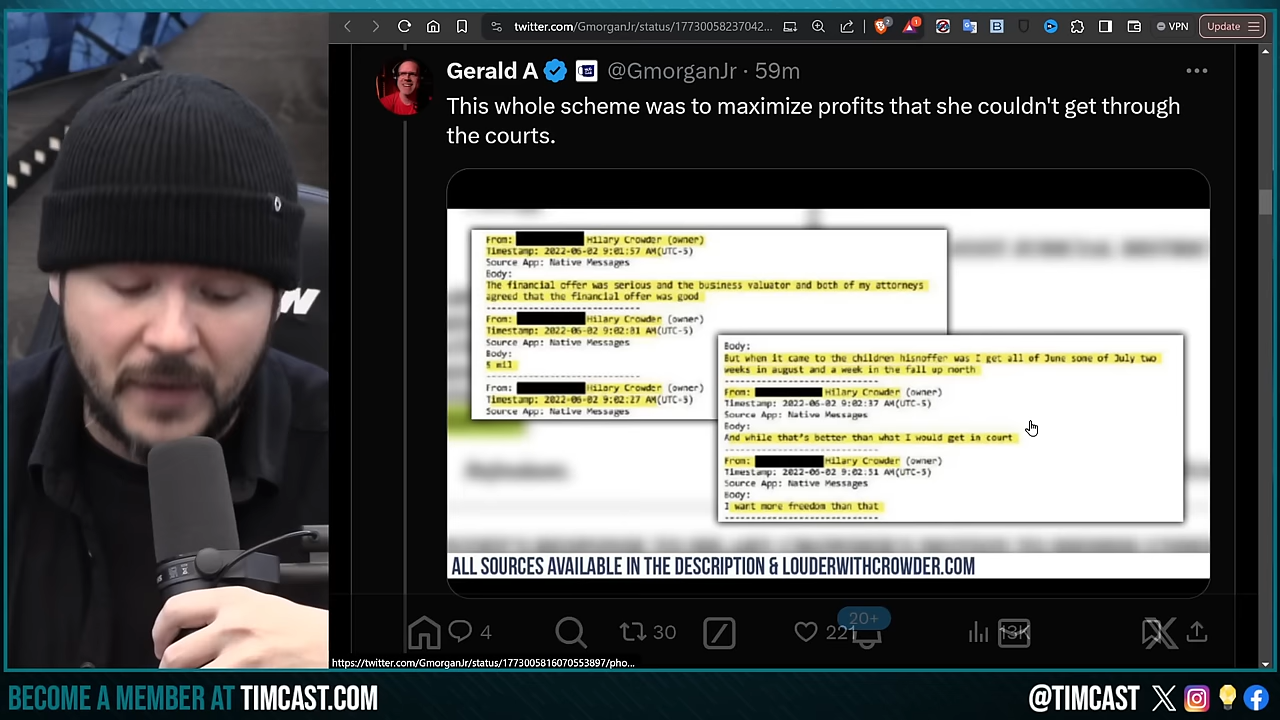 twitter.com/GmorganJr/status/17730058237042...
VPN
Update
Gerald A @GmorganJr · 59m
This whole scheme was to maximize profits that she couldn't get through
the courts.
From: Hilary Crowder (owner)
Timestamp: 2022-06-02 9:01:57 AM(UTC-5)
Source App: Native Messages
Body:
The financial offer was serious and the business valuator and both of my attorneys
agreed that the financial offer was good
From: Hilary Crowder (owner)
Timestamp: 2022-06-02 9:02:01 AM(UTC-5)
Source App: Native Messages
Body:
5 mil
From: Hilary Crowder (owner)
Timestamp: 2022-06-02 9:02:27 AM(UTC-5)
Source App: Native Messages
Body:
But when it came to the children hisnoffer was I get all of June some of July two
weeks in august and a week in the fall up north
From: Hilary Crowder (owner)
Timestamp: 2022-06-02 9:02:37 AM(UTC-5)
Source App: Native Messages
Body:
And while that's better than what I would get in court
From: Hilary Crowder (owner)
Timestamp: 2022-06-02 9:02:51 AM(UTC-5)
Source App: Native Messages
Body:
I want more freedom than that
ALL SOURCES AVAILABLE IN THE DESCRIPTION & LOUDERWITHCROWDER.COM
4 30 221 20+ 13K
https://twitter.com/GmorganJr/status/1773005816070553897/pho...
BECOME A MEMBER AT TIMCAST.COM
@TIMCAST